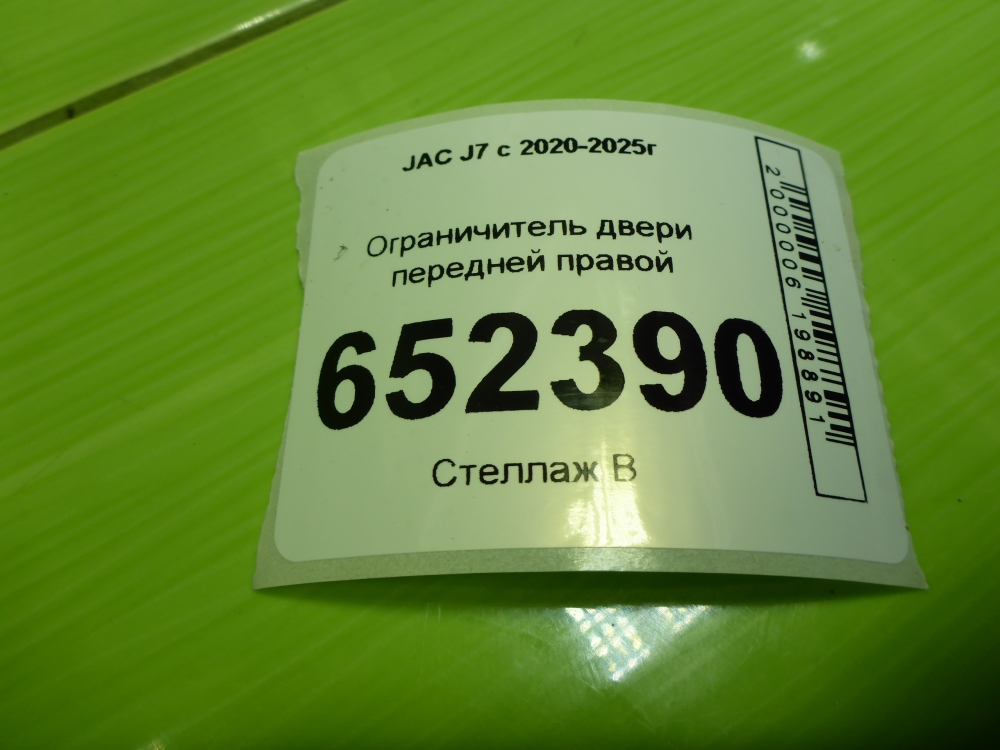 JAC J7 с 2020-2025г
Ограничитель двери
передней правой
652390
Стеллаж В
2000006198891